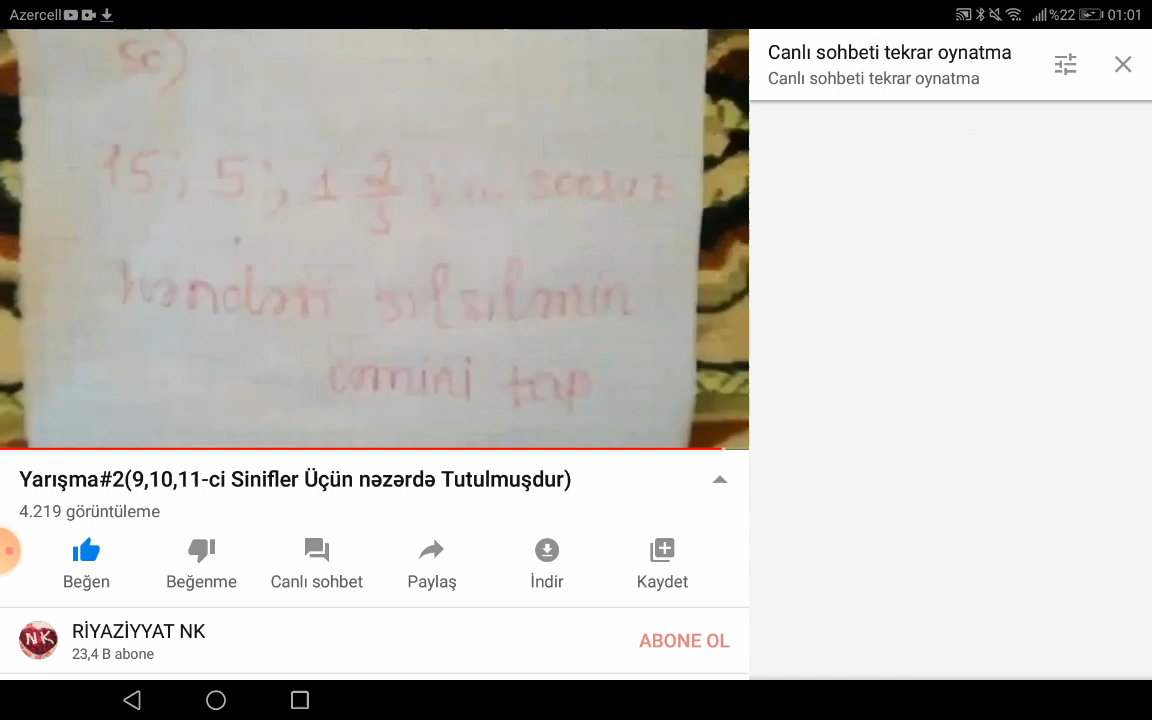 Azercell %22 01:01
5c)
15; 5; 1 2/3; ... sonsuz
həndəsi silsilənin
cəmini tap
Canlı sohbeti tekrar oynatma
Canlı sohbeti tekrar oynatma
Yarışma#2(9,10,11-ci Sinifler Üçün nəzərdə Tutulmuşdur)
4.219 görüntüleme
Beğen Beğenme Canlı sohbet Paylaş İndir Kaydet
NK
RİYAZİYYAT NK
23,4 B abone
ABONE OL